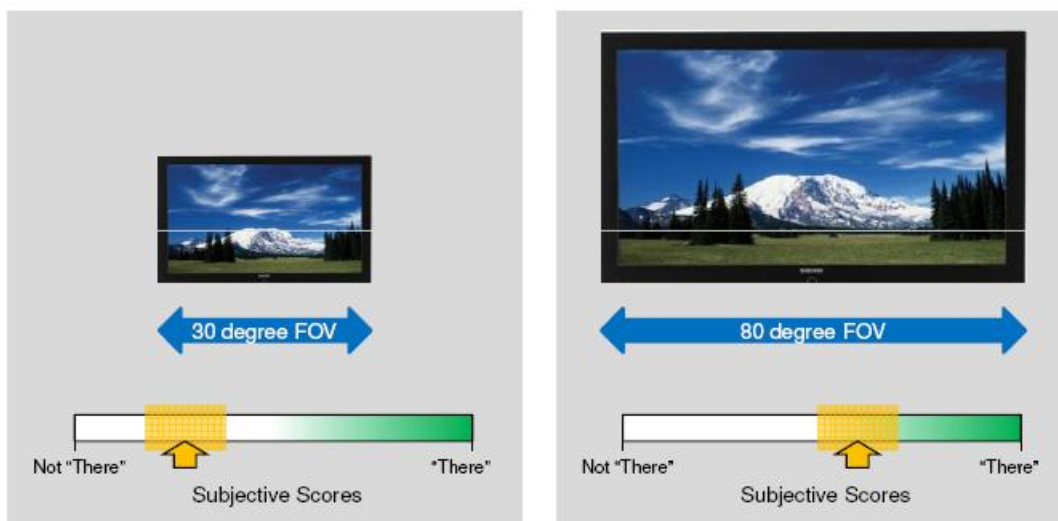 30 degree FOV
Not "There"
"There"
Subjective Scores
80 degree FOV
Not "There"
"There"
Subjective Scores